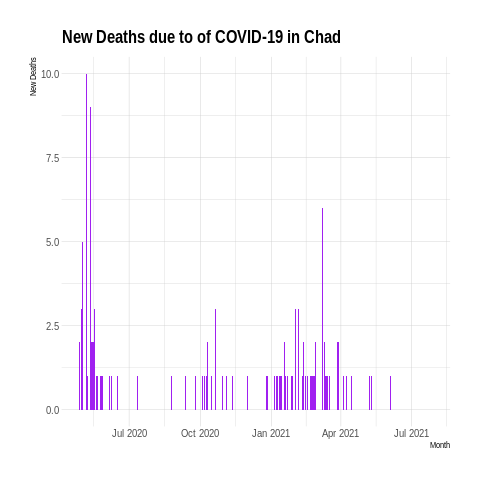 New Deaths due to of COVID-19 in Chad
New Deaths
10.0
7.5
5.0
2.5
0.0
Jul 2020 Oct 2020 Jan 2021 Apr 2021 Jul 2021
Month